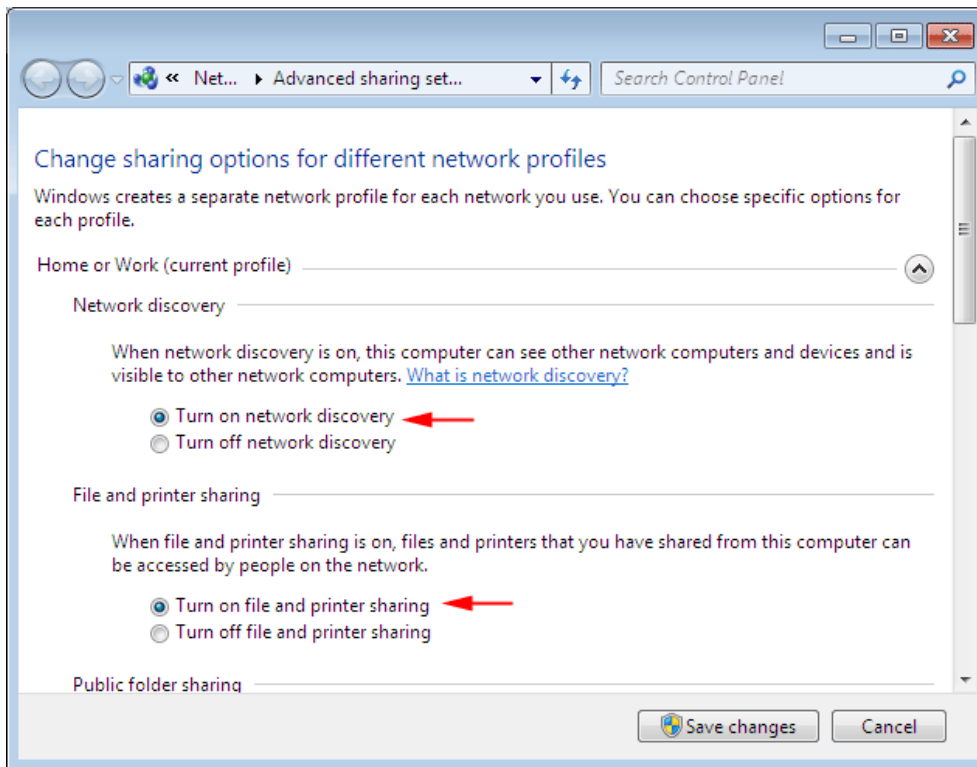 « Net... Advanced sharing set...
Search Control Panel
Change sharing options for different network profiles
Windows creates a separate network profile for each network you use. You can choose specific options for
each profile.
Home or Work (current profile)
Network discovery
When network discovery is on, this computer can see other network computers and devices and is
visible to other network computers. What is network discovery?
Turn on network discovery
Turn off network discovery
File and printer sharing
When file and printer sharing is on, files and printers that you have shared from this computer can
be accessed by people on the network.
Turn on file and printer sharing
Turn off file and printer sharing
Public folder sharing
Save changes
Cancel